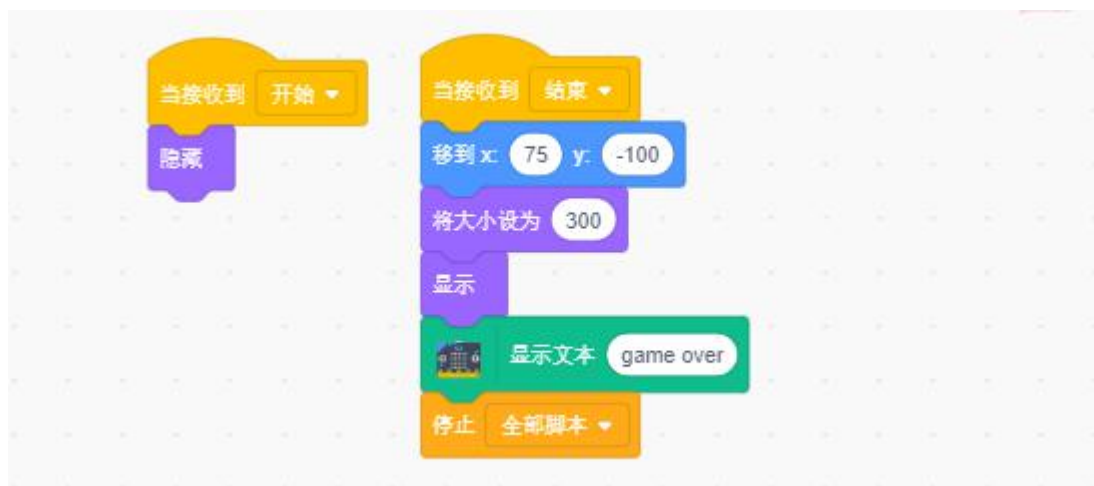 当接收到 开始
隐藏
当接收到 结束
移到 x: 75 y: -100
将大小设为 300
显示
显示文本 game over
停止 全部脚本